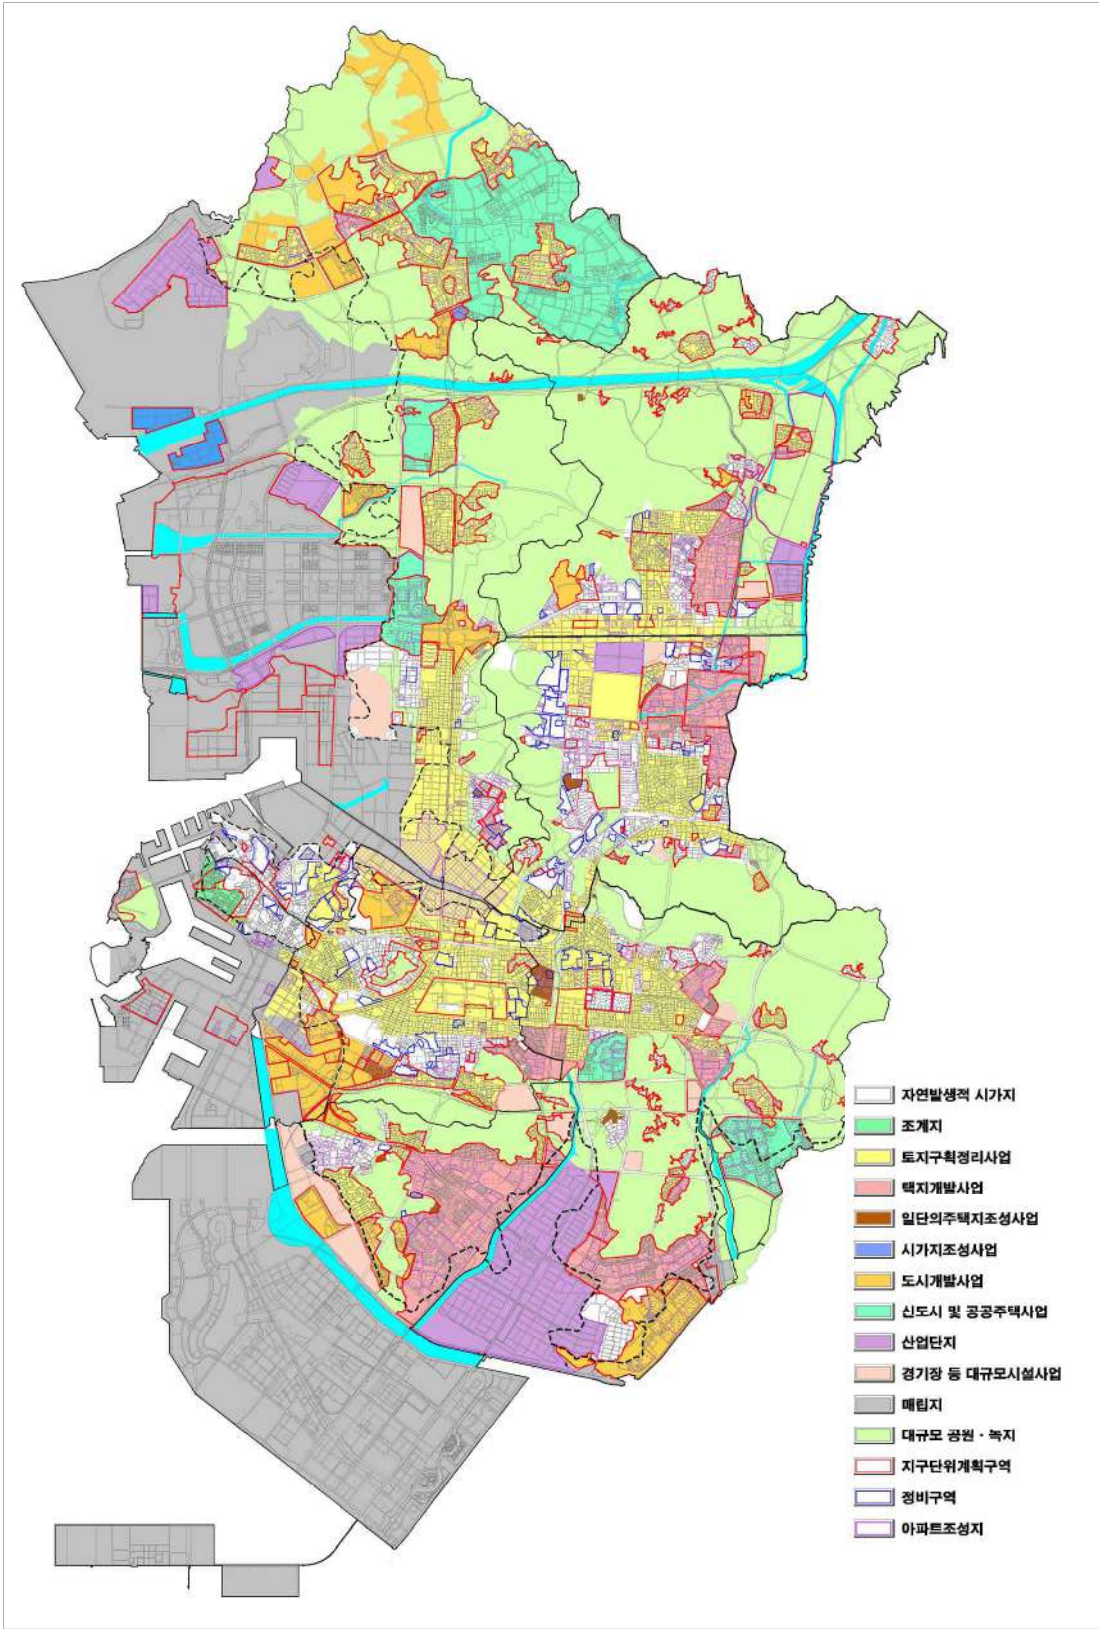 자연발생적 시가지
조계지
토지구획정리사업
택지개발사업
일단의주택지조성사업
시가지조성사업
도시개발사업
신도시 및 공공주택사업
산업단지
경기장 등 대규모시설사업
매립지
대규모 공원 · 녹지
지구단위계획구역
정비구역
아파트조성지